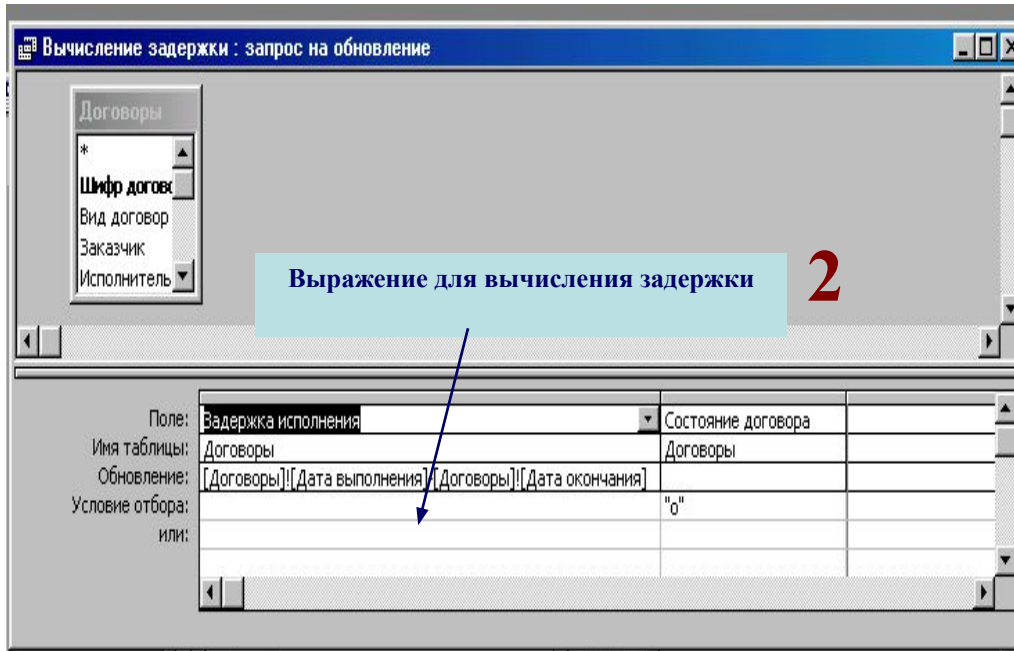 Вычисление задержки : запрос на обновление
Договоры
*
Шифр догово
Вид договор
Заказчик
Исполнитель
Выражение для вычисления задержки
2
Поле: Задержка исполнения Состояние договора
Имя таблицы: Договоры Договоры
Обновление: [Договоры]![Дата выполнения]-[Договоры]![Дата окончания]
Условие отбора: "о"
или: